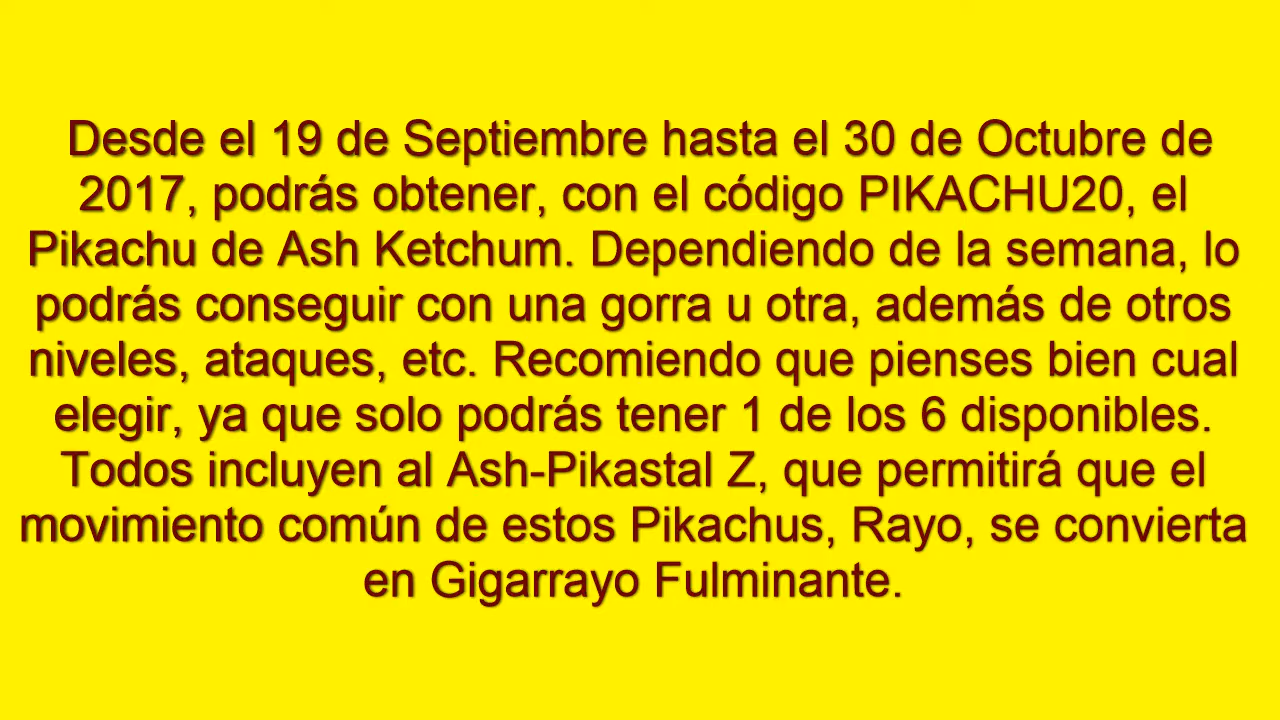 Desde el 19 de Septiembre hasta el 30 de Octubre de
2017, podrás obtener, con el código PIKACHU20, el
Pikachu de Ash Ketchum. Dependiendo de la semana, lo
podrás conseguir con una gorra u otra, además de otros
niveles, ataques, etc. Recomiendo que pienses bien cual
elegir, ya que solo podrás tener 1 de los 6 disponibles.
Todos incluyen al Ash-Pikastal Z, que permitirá que el
movimiento común de estos Pikachus, Rayo, se convierta
en Gigarrayo Fulminante.